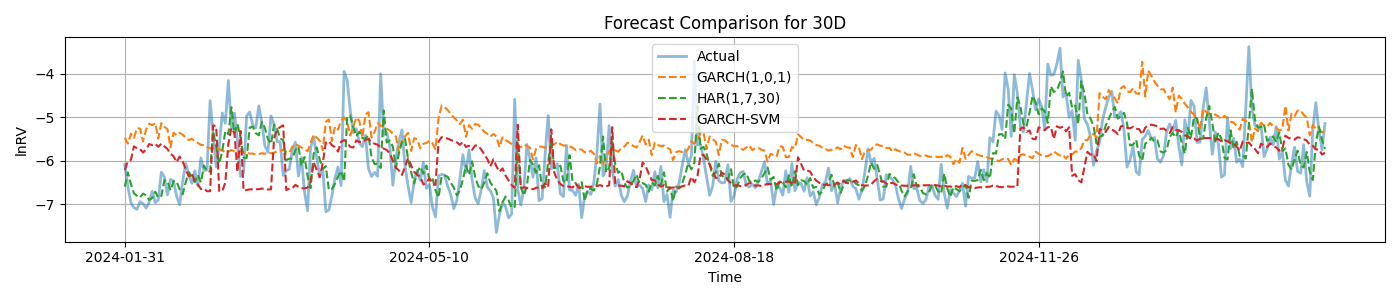 Forecast Comparison for 30D
Actual
GARCH(1,0,1)
HAR(1,7,30)
GARCH-SVM
lnRV
−4
−5
−6
−7
2024-01-31
2024-05-10
2024-08-18
2024-11-26
Time